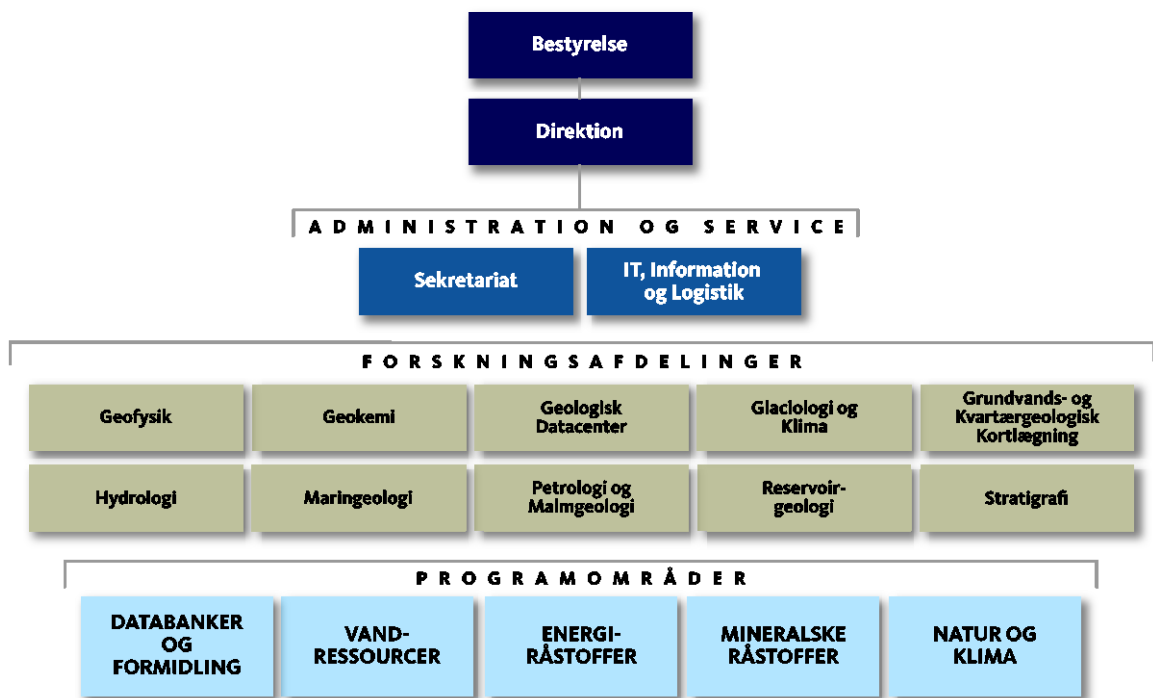 Bestyrelse
Direktion
ADMINISTRATION OG SERVICE
Sekretariat
IT, Information
og Logistik
FORSKNINGSAFDELINGER
Geofysik
Geokemi
Geologisk
Datacenter
Glaciologi og
Klima
Grundvands- og
Kvartærgeologisk
Kortlægning
Hydrologi
Maringeologi
Petrologi og
Malmgeologi
Reservoir-
geologi
Stratigrafi
PROGRAMOMRÅDER
DATABANKER
OG
FORMIDLING
VAND-
RESSOURCER
ENERGI-
RÅSTOFFER
MINERALSKE
RÅSTOFFER
NATUR OG
KLIMA